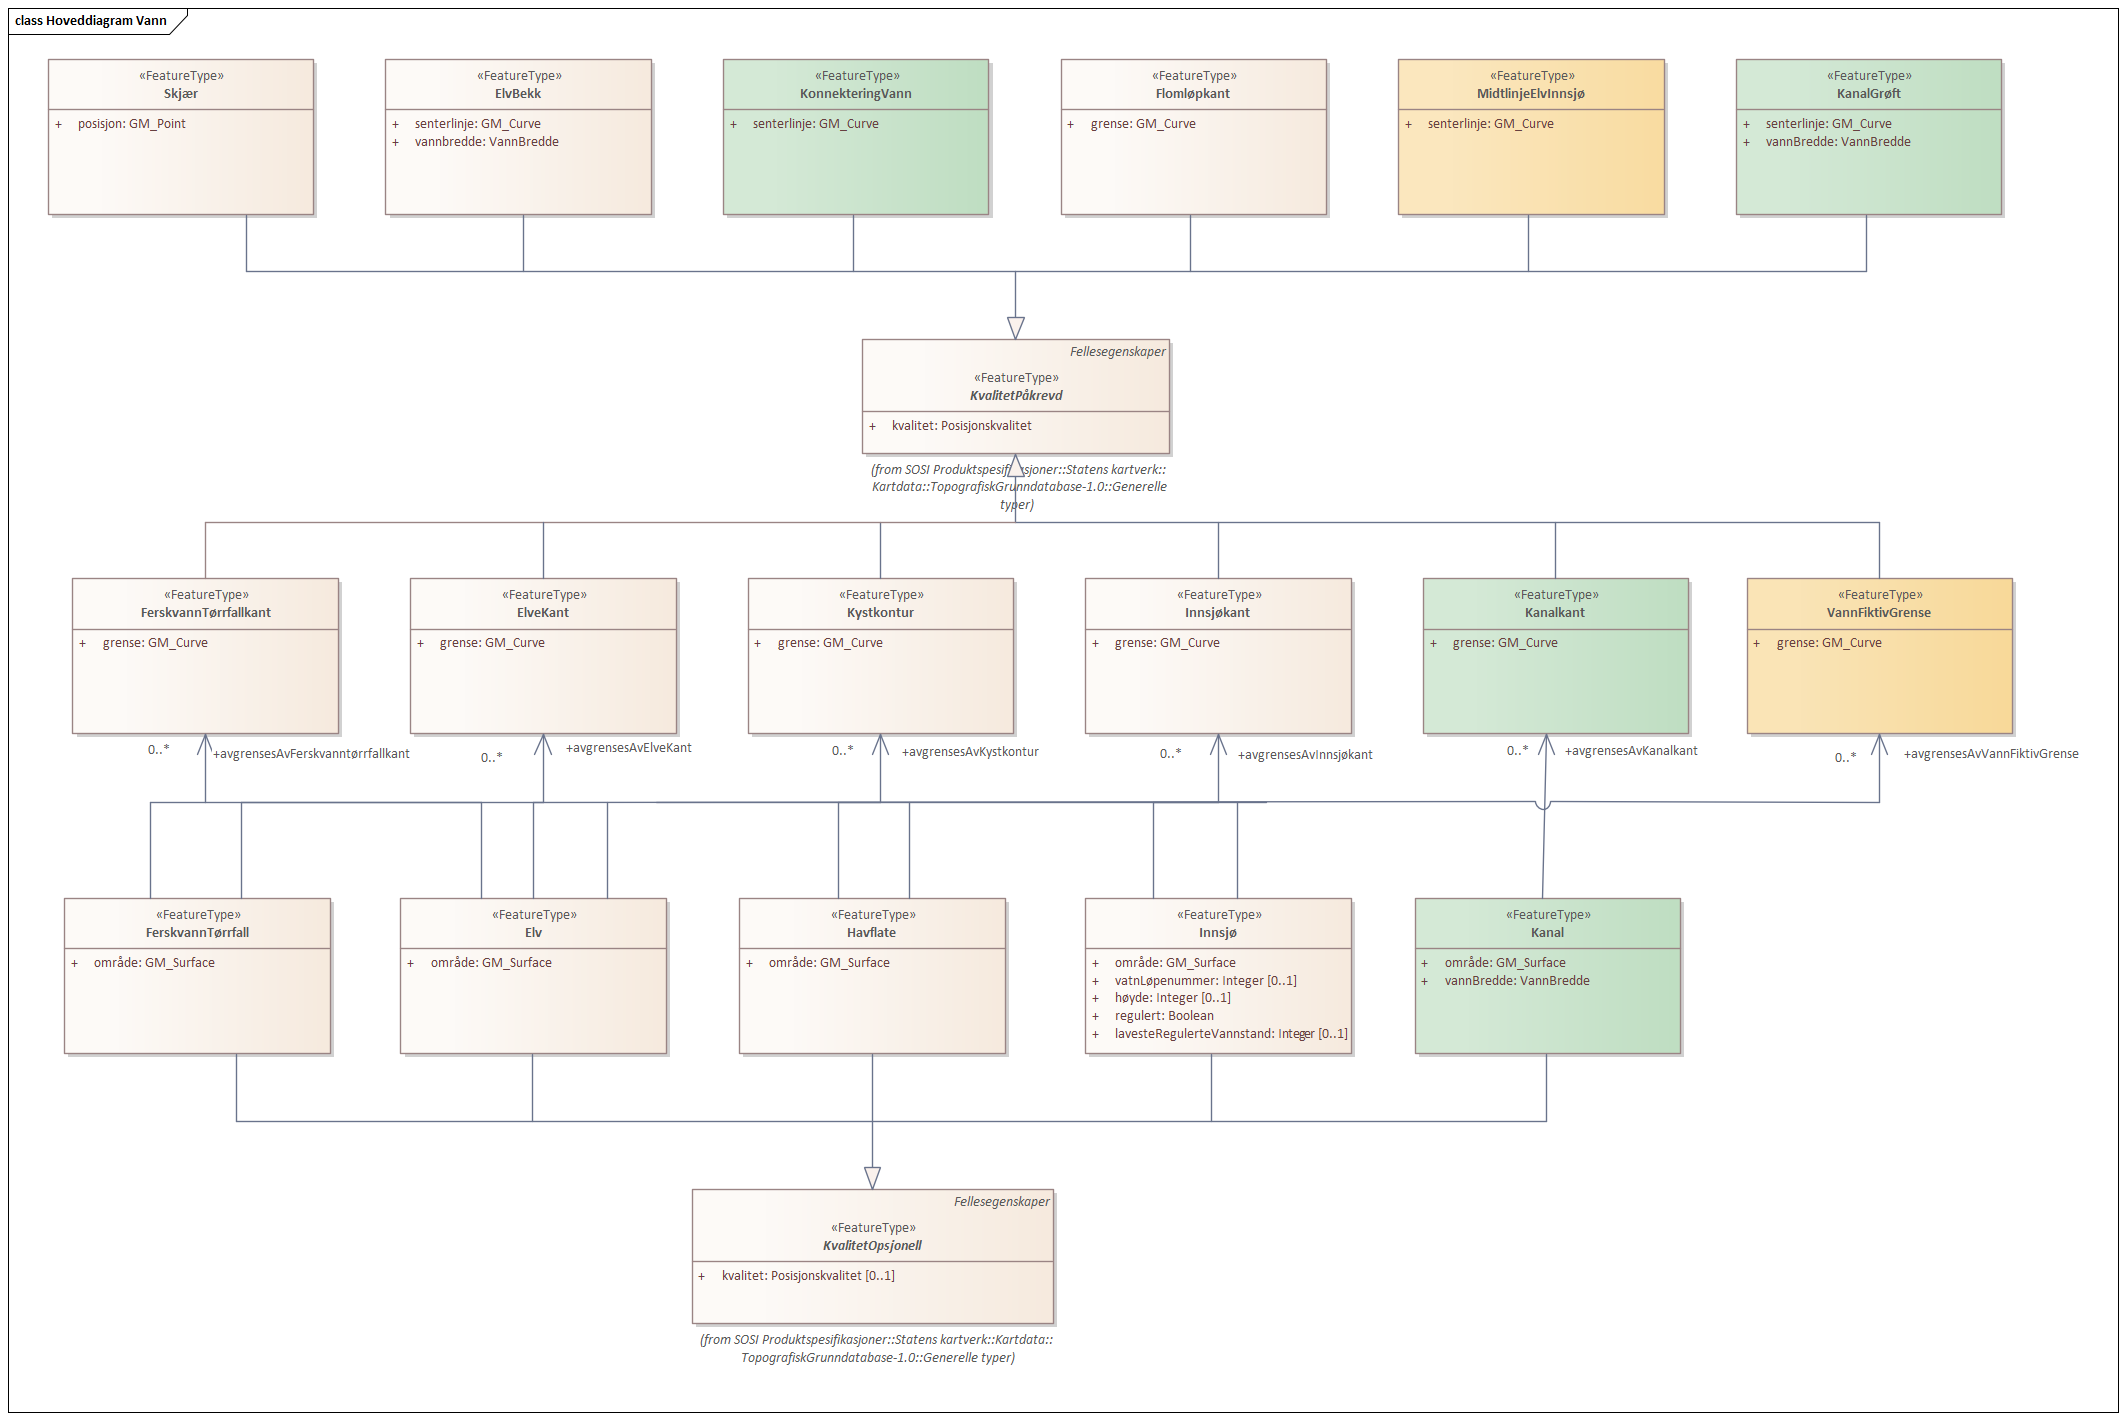 class Hoveddiagram Vann
«FeatureType»
Skjær
+ posisjon: GM_Point
«FeatureType»
ElvBekk
+ senterlinje: GM_Curve
+ vannbredde: VannBredde
«FeatureType»
KonnekteringVann
+ senterlinje: GM_Curve
«FeatureType»
Flomløpkant
+ grense: GM_Curve
«FeatureType»
MidtlinjeElvInnsjø
+ senterlinje: GM_Curve
«FeatureType»
KanalGrøft
+ senterlinje: GM_Curve
+ vannBredde: VannBredde
Fellesegenskaper
«FeatureType»
KvalitetPåkrevd
+ kvalitet: Posisjonskvalitet
(from SOSI Produktspesifikasjoner::Statens kartverk::
Kartdata::TopografiskGrunndatabase-1.0::Generelle
typer)
«FeatureType»
FerskvannTørrfallkant
+ grense: GM_Curve
«FeatureType»
ElveKant
+ grense: GM_Curve
«FeatureType»
Kystkontur
+ grense: GM_Curve
«FeatureType»
Innsjøkant
+ grense: GM_Curve
«FeatureType»
Kanalkant
+ grense: GM_Curve
«FeatureType»
VannFiktivGrense
+ grense: GM_Curve
0..* +avgrensesAvFerskvanntørrfallkant
0..* +avgrensesAvElveKant
0..* +avgrensesAvKystkontur
0..* +avgrensesAvInnsjøkant
0..* +avgrensesAvKanalkant
0..* +avgrensesAvVannFiktivGrense
«FeatureType»
FerskvannTørrfall
+ område: GM_Surface
«FeatureType»
Elv
+ område: GM_Surface
«FeatureType»
Havflate
+ område: GM_Surface
«FeatureType»
Innsjø
+ område: GM_Surface
+ vatnLøpenummer: Integer [0..1]
+ høyde: Integer [0..1]
+ regulert: Boolean
+ lavesteRegulerteVannstand: Integer [0..1]
«FeatureType»
Kanal
+ område: GM_Surface
+ vannBredde: VannBredde
Fellesegenskaper
«FeatureType»
KvalitetOpsjonell
+ kvalitet: Posisjonskvalitet [0..1]
(from SOSI Produktspesifikasjoner::Statens kartverk::Kartdata::
TopografiskGrunndatabase-1.0::Generelle typer)